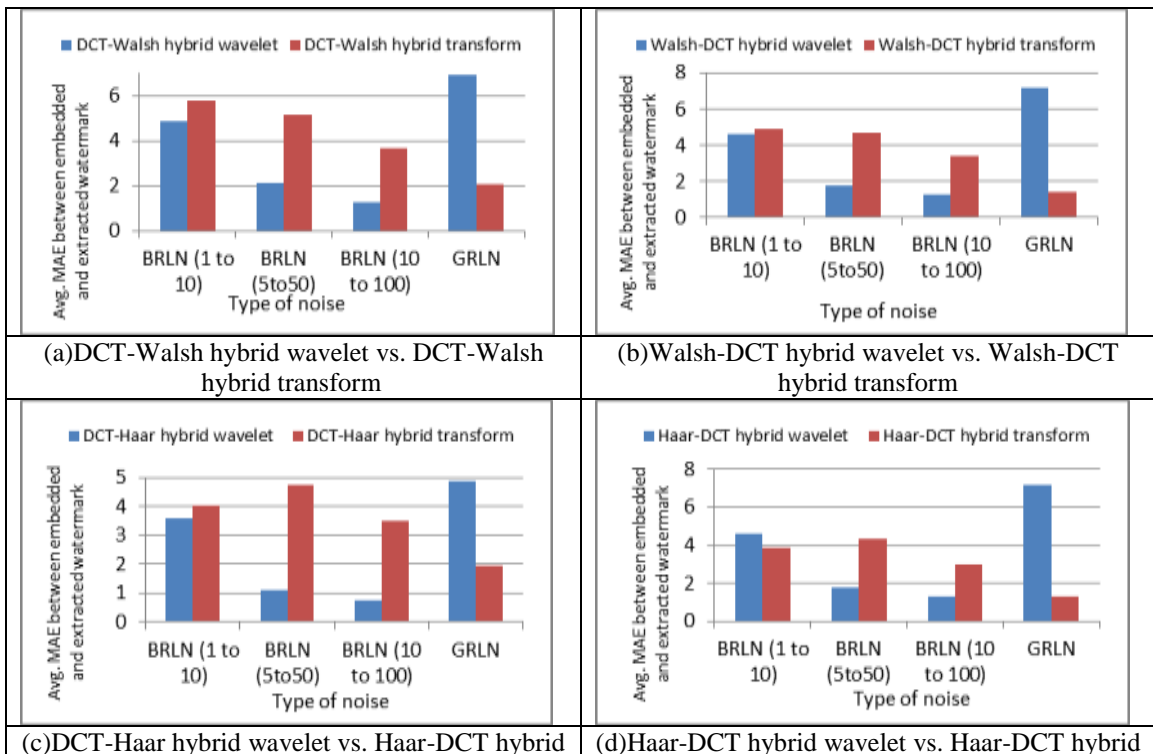 DCT-Walsh hybrid wavelet DCT-Walsh hybrid transform
Avg. MAE between embedded
and extracted watermark
6
4
2
0
BRLN (1 to
10)
BRLN
(5to50)
BRLN (10
to 100)
GRLN
Type of noise
Walsh-DCT hybrid wavelet Walsh-DCT hybrid transform
Avg. MAE between embedded
and extracted watermark
8
6
4
2
0
BRLN (1 to
10)
BRLN
(5to50)
BRLN (10
to 100)
GRLN
Type of noise
(a)DCT-Walsh hybrid wavelet vs. DCT-Walsh
hybrid transform
(b)Walsh-DCT hybrid wavelet vs. Walsh-DCT
hybrid transform
DCT-Haar hybrid wavelet DCT-Haar hybrid transform
Avg. MAE between embedded
and extracted watermark
5
4
3
2
1
0
BRLN (1 to
10)
BRLN
(5to50)
BRLN (10
to 100)
GRLN
Type of noise
Haar-DCT hybrid wavelet Haar-DCT hybrid transform
Avg. MAE between embedded
and extracted watermark
8
6
4
2
0
BRLN (1 to
10)
BRLN
(5to50)
BRLN (10
to 100)
GRLN
Type of noise
(c)DCT-Haar hybrid wavelet vs. Haar-DCT hybrid
(d)Haar-DCT hybrid wavelet vs. Haar-DCT hybrid